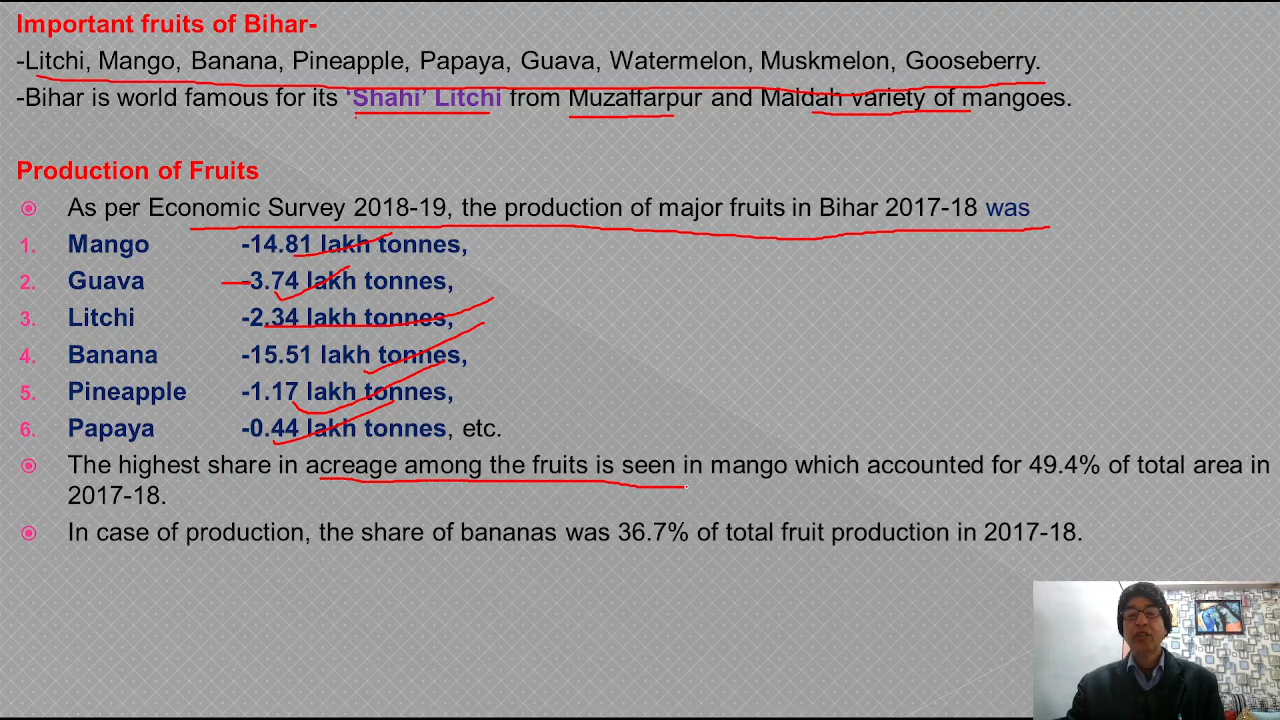 Important fruits of Bihar-
-Litchi, Mango, Banana, Pineapple, Papaya, Guava, Watermelon, Muskmelon, Gooseberry.
-Bihar is world famous for its ‘Shahi’ Litchi from Muzaffarpur and Maldah variety of mangoes.
Production of Fruits
As per Economic Survey 2018-19, the production of major fruits in Bihar 2017-18 was
1. Mango -14.81 lakh tonnes,
2. Guava -3.74 lakh tonnes,
3. Litchi -2.34 lakh tonnes,
4. Banana -15.51 lakh tonnes,
5. Pineapple -1.17 lakh tonnes,
6. Papaya -0.44 lakh tonnes, etc.
The highest share in acreage among the fruits is seen in mango which accounted for 49.4% of total area in
2017-18.
In case of production, the share of bananas was 36.7% of total fruit production in 2017-18.